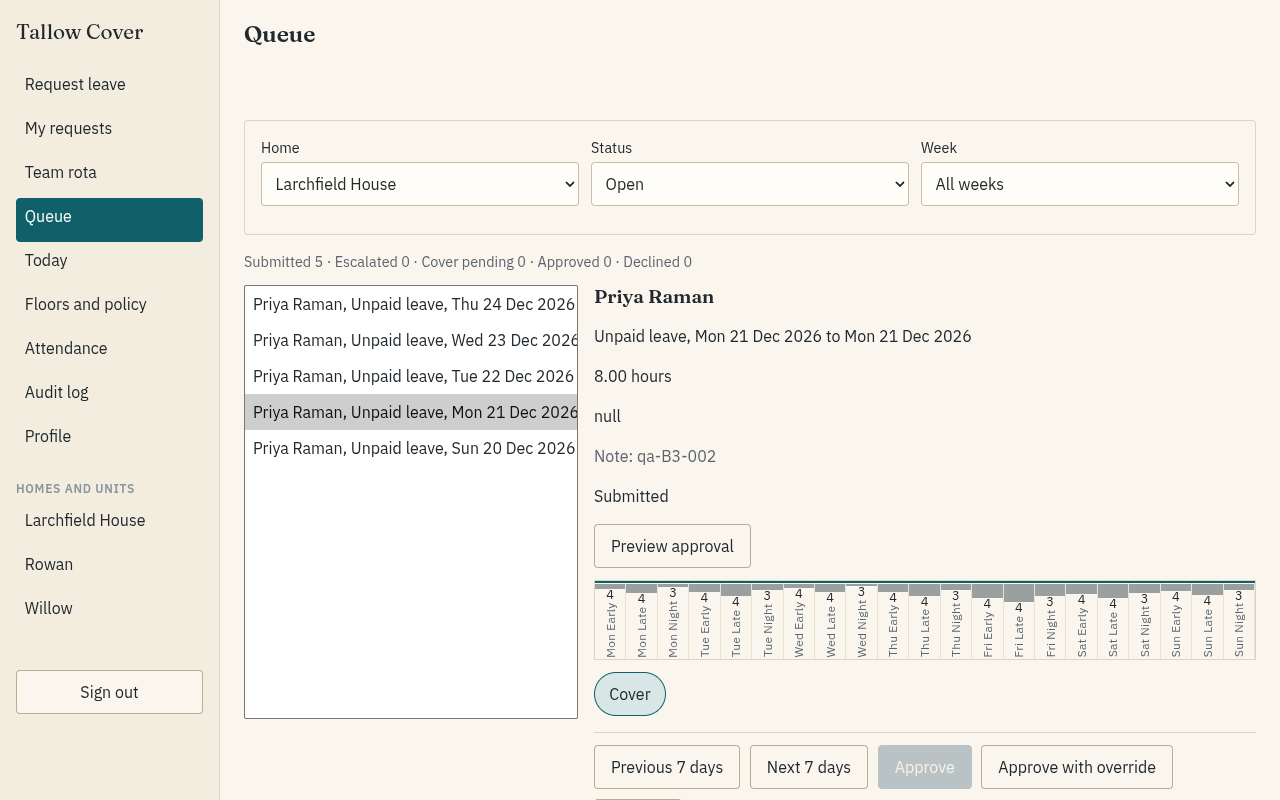 Tallow Cover
Request leave
My requests
Team rota
Queue
Today
Floors and policy
Attendance
Audit log
Profile
HOMES AND UNITS
Larchfield House
Rowan
Willow
Sign out
Queue
Home
Status
Week
Larchfield House
Open
All weeks
Submitted 5 · Escalated 0 · Cover pending 0 · Approved 0 · Declined 0
Priya Raman, Unpaid leave, Thu 24 Dec 2026
Priya Raman, Unpaid leave, Wed 23 Dec 2026
Priya Raman, Unpaid leave, Tue 22 Dec 2026
Priya Raman, Unpaid leave, Mon 21 Dec 2026
Priya Raman, Unpaid leave, Sun 20 Dec 2026
Priya Raman
Unpaid leave, Mon 21 Dec 2026 to Mon 21 Dec 2026
8.00 hours
null
Note: qa-B3-002
Submitted
Preview approval
4 4 3 4 4 3 4 4 3 4 4 3 4 4 3 4 4 3 4 4 3
Mon Early
Mon Late
Mon Night
Tue Early
Tue Late
Tue Night
Wed Early
Wed Late
Wed Night
Thu Early
Thu Late
Thu Night
Fri Early
Fri Late
Fri Night
Sat Early
Sat Late
Sat Night
Sun Early
Sun Late
Sun Night
Cover
Previous 7 days
Next 7 days
Approve
Approve with override